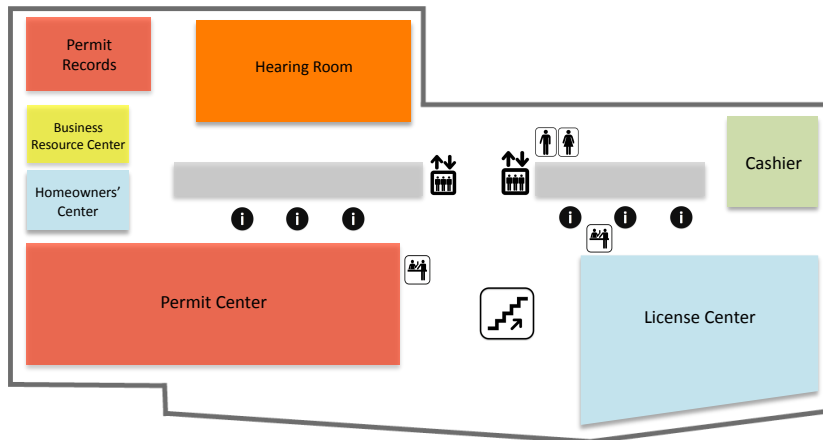 Permit
Records
Hearing Room
Business
Resource Center
Cashier
Homeowners’
Center
i i i i i i
Permit Center
License Center